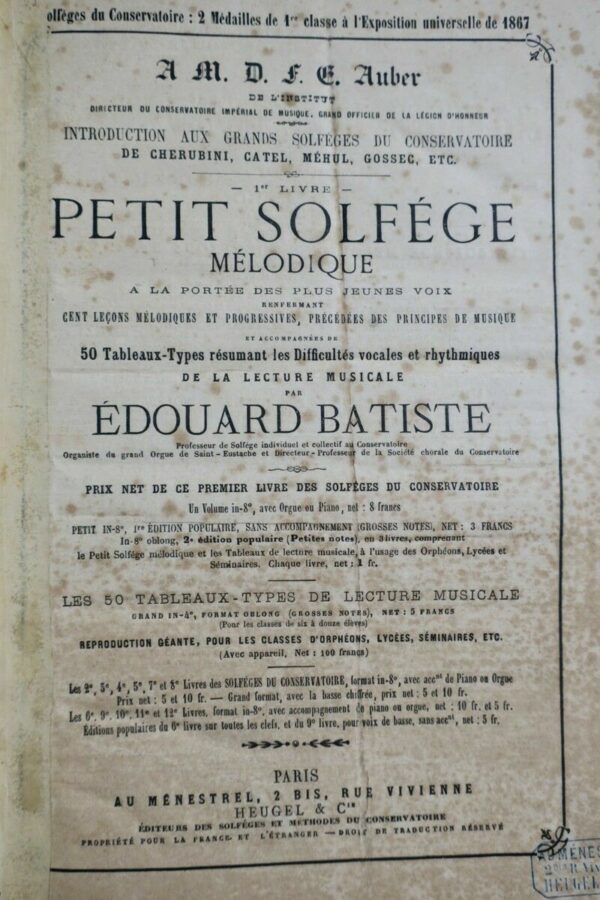 olféges du Conservatoire : 2 Médailles de 1re classe à l'Exposition universelle de 1867
A M. D. F. E. Auber
DE L'INSTITUT
DIRECTEUR DU CONSERVATOIRE IMPÉRIAL DE MUSIQUE, GRAND OFFICIER DE LA LÉGION D'HONNEUR
INTRODUCTION AUX GRANDS SOLFÉGES DU CONSERVATOIRE
DE CHERUBINI, CATEL, MÉHUL, GOSSEC, ETC.
— 1er LIVRE —
PETIT SOLFÉGE
MÉLODIQUE
A LA PORTÉE DES PLUS JEUNES VOIX
RENFERMANT
CENT LEÇONS MÉLODIQUES ET PROGRESSIVES, PRÉCÉDÉES DES PRINCIPES DE MUSIQUE
ET ACCOMPAGNÉES DE
50 Tableaux-Types résumant les Difficultés vocales et rhythmiques
DE LA LECTURE MUSICALE
PAR
ÉDOUARD BATISTE
Professeur de Solfége individuel et collectif au Conservatoire
Organiste du grand Orgue de Saint-Eustache et Directeur-Professeur de la Société chorale du Conservatoire
PRIX NET DE CE PREMIER LIVRE DES SOLFÉGES DU CONSERVATOIRE
Un Volume in-8°, avec Orgue ou Piano, net : 8 francs
PETIT IN-8°, 1re ÉDITION POPULAIRE, SANS ACCOMPAGNEMENT (GROSSES NOTES), NET : 3 FRANCS
In-8° oblong, 2e édition populaire (Petites notes), en 3 livres, comprenant
le Petit Solfége mélodique et les Tableaux de lecture musicale, à l'usage des Orphéons, Lycées et
Séminaires. Chaque livre, net : 1 fr.
LES 50 TABLEAUX-TYPES DE LECTURE MUSICALE
GRAND IN-4°, FORMAT OBLONG (GROSSES NOTES), NET : 5 FRANCS
(Pour les classes de six à douze élèves)
REPRODUCTION GÉANTE, POUR LES CLASSES D'ORPHÉONS, LYCÉES, SÉMINAIRES, ETC.
(Avec appareil, Net : 100 francs)
Les 2e, 3e, 4e, 5e, 7e et 8e Livres des SOLFÉGES DU CONSERVATOIRE, format in-8°, avec acct de Piano ou Orgue
Prix net : 5 et 10 fr. — Grand format, avec la basse chiffrée, prix net : 5 et 10 fr.
Les 6e, 9e, 10e, 11e et 12e Livres, format in-8°, avec accompagnement de piano ou orgue, net : 10 fr. et 5 fr.
Éditions populaires du 6e livre sur toutes les clefs, et du 9e livre, pour voix de basse, sans acct, net : 5 fr.
PARIS
AU MÉNESTREL, 2 BIS, RUE VIVIENNE
HEUGEL & Cie
ÉDITEURS DES SOLFÉGES ET MÉTHODES DU CONSERVATOIRE
PROPRIÉTÉ POUR LA FRANCE ET L'ÉTRANGER — DROIT DE TRADUCTION RÉSERVÉ
AU MÉNES
HEUGEL